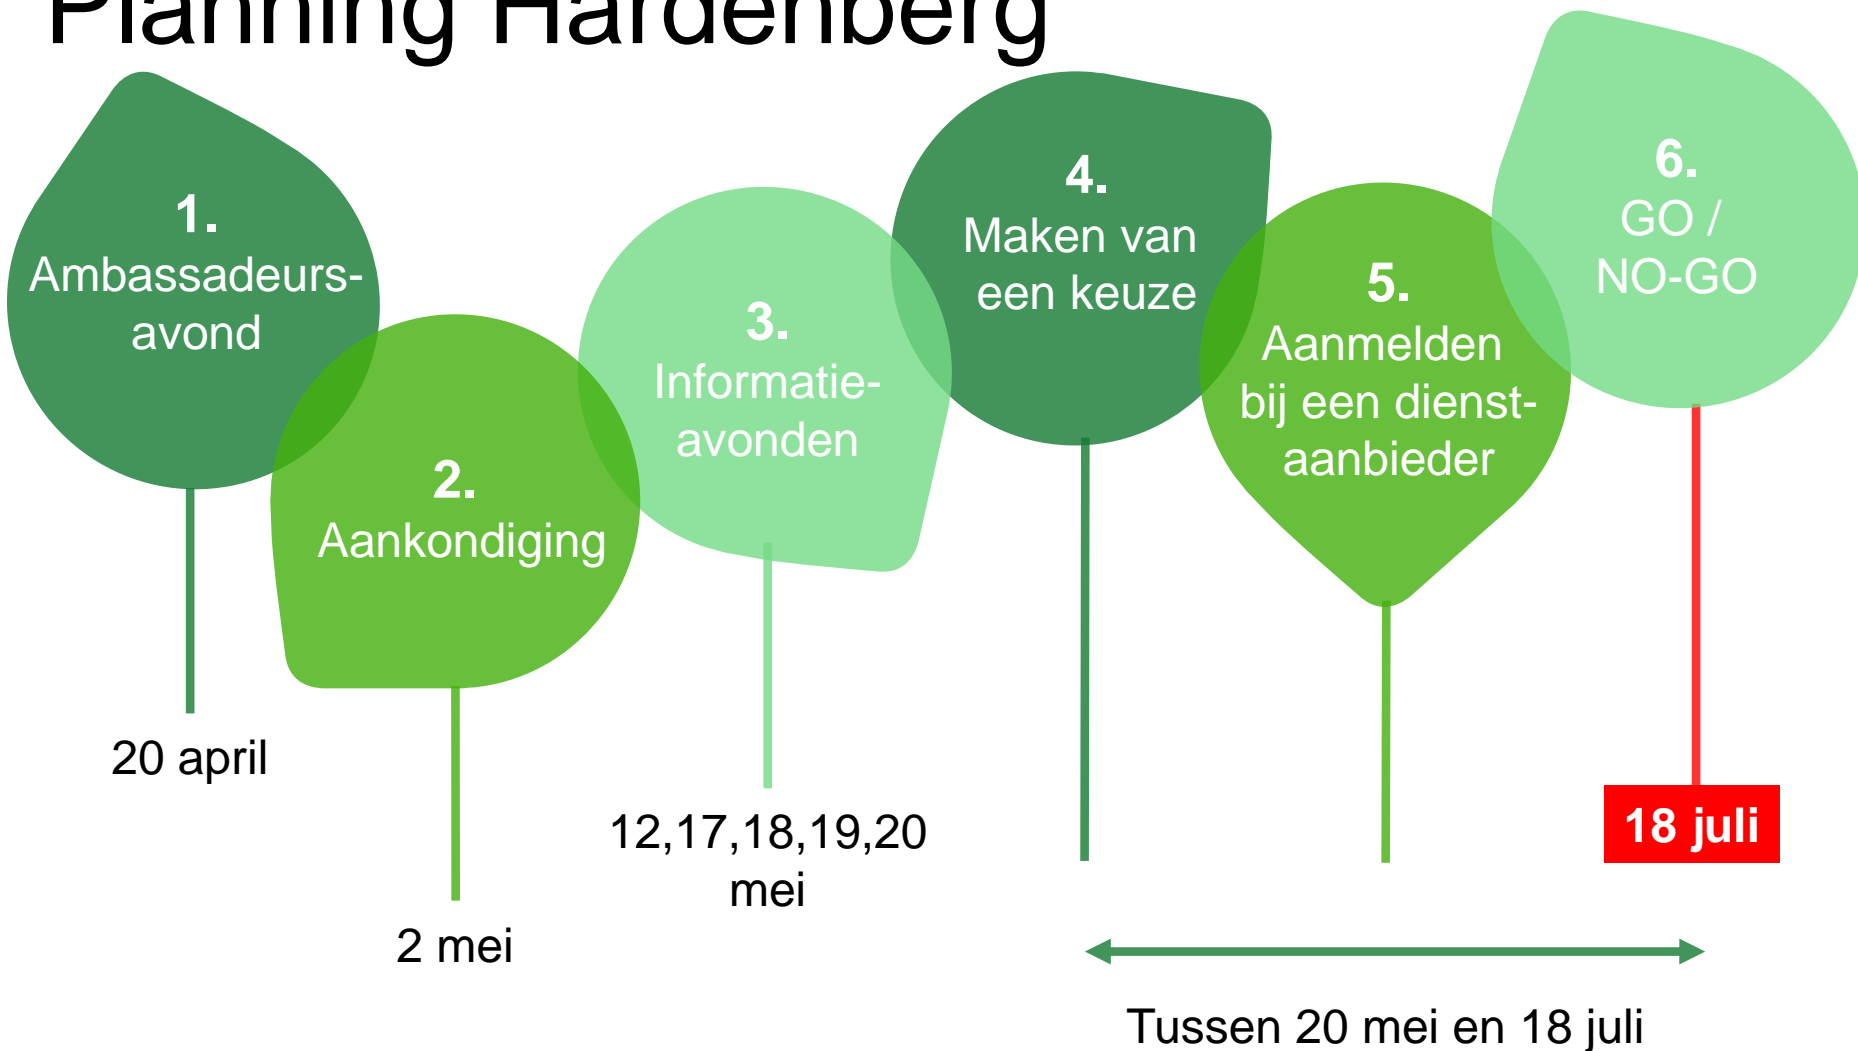 Planning Hardenberg
1.
Ambassadeurs-
avond
2.
Aankondiging
3.
Informatie-
avonden
4.
Maken van
een keuze
5.
Aanmelden
bij een dienst-
aanbieder
6.
GO /
NO-GO
20 april
2 mei
12,17,18,19,20
mei
18 juli
Tussen 20 mei en 18 juli